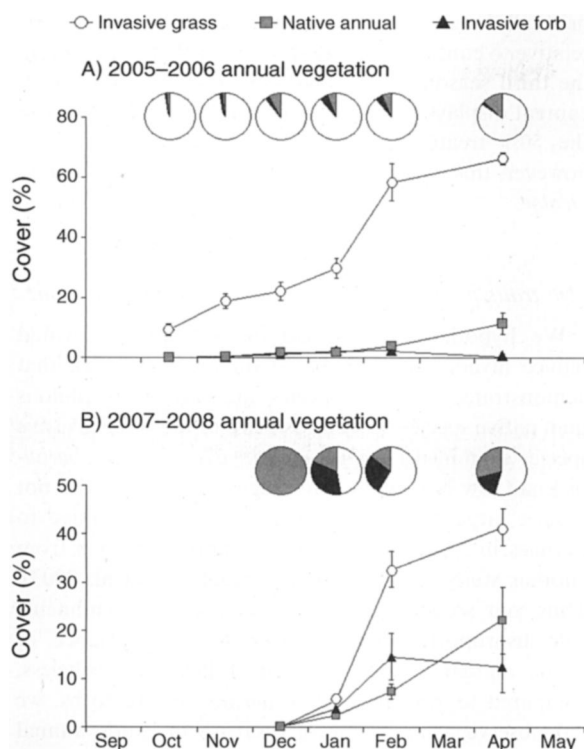 Invasive grass Native annual Invasive forb
A) 2005–2006 annual vegetation
80
60
40
20
0
Cover (%)
B) 2007–2008 annual vegetation
50
40
30
20
10
0
Cover (%)
Sep Oct Nov Dec Jan Feb Mar Apr May